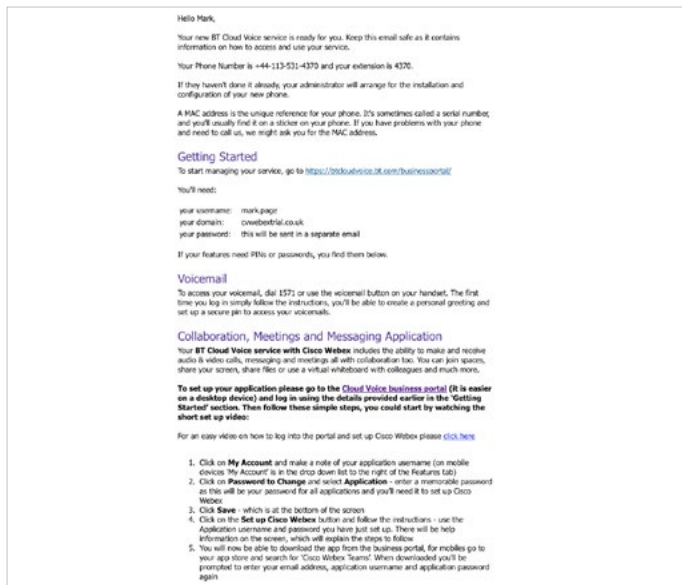 Hello Mark,
Your new BT Cloud Voice service is ready for you. Keep this email safe as it contains
information on how to access and use your service.
Your Phone Number is +44-113-531-4370 and your extension is 4370.
If they haven't done it already, your administrator will arrange for the installation and
configuration of your new phone.
A MAC address is the unique reference for your phone. It's sometimes called a serial number,
and you'll usually find it on a sticker on your phone. If you have problems with your phone
and need to call us, we might ask you for the MAC address.
Getting Started
To start managing your service, go to https://btcloudvoice.bt.com/businessportal/
You'll need:
your username: mark.page
your domain: cvwebextrial.co.uk
your password: this will be sent in a separate email
If your features need PINs or passwords, you find them below.
Voicemail
To access your voicemail, dial 1571 or use the voicemail button on your handset. The first
time you log in simply follow the instructions, you'll be able to create a personal greeting and
set up a secure pin to access your voicemails.
Collaboration, Meetings and Messaging Application
Your BT Cloud Voice service with Cisco Webex includes the ability to make and receive
audio & video calls, messaging and meetings all with collaboration too. You can join spaces,
share your screen, share files or use a virtual whiteboard with colleagues and much more.
To set up your application please go to the Cloud Voice business portal (it is easier
on a desktop device) and log in using the details provided earlier in the 'Getting
Started' section. Then follow these simple steps, you could start by watching the
short set up video:
For an easy video on how to log into the portal and set up Cisco Webex please click here
1. Click on My Account and make a note of your application username (on mobile
devices 'My Account' is in the drop down list to the right of the Features tab)
2. Click on Password to Change and select Application - enter a memorable password
as this will be your password for all applications and you'll need it to set up Cisco
Webex
3. Click Save - which is at the bottom of the screen
4. Click on the Set up Cisco Webex button and follow the instructions - use the
Application username and password you have just set up. There will be help
information on the screen, which will explain the steps to follow
5. You will now be able to download the app from the business portal, for mobiles go to
your app store and search for 'Cisco Webex Teams'. When downloaded you'll be
prompted to enter your email address, application username and application password
again